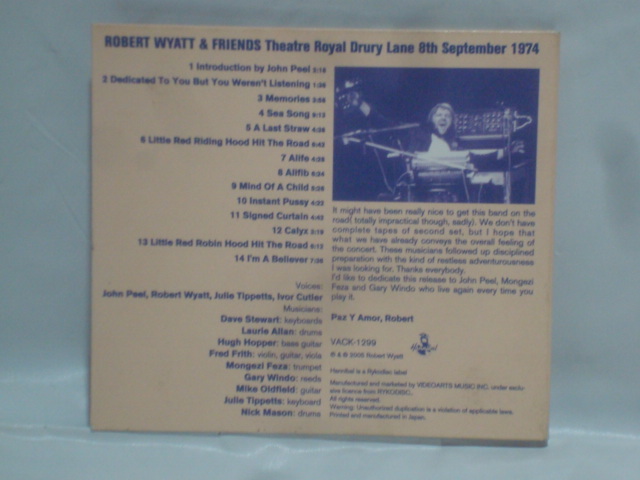 ROBERT WYATT & FRIENDS Theatre Royal Drury Lane 8th September 1974
1 Introduction by John Peel
2 Dedicated To You But You Weren't Listening
3 Memories
4 Sea Song
5 A Last Straw
6 Little Red Riding Hood Hit The Road
7 Alife
8 Alifib
9 Mind Of A Child
10 Instant Pussy
11 Signed Curtain
12 Calyx
13 Little Red Robin Hood Hit The Road
14 I'm A Believer
Voices:
John Peel, Robert Wyatt, Julie Tippetts, Ivor Cutler
Musicians:
Dave Stewart: keyboards
Laurie Allan: drums
Hugh Hopper: bass guitar
Fred Frith: violin, guitar, viola
Mongezi Feza: trumpet
Gary Windo: reeds
Mike Oldfield: guitar
Julie Tippetts: keyboard
Nick Mason: drums
It might have been really nice to get this band on the
road( totally impractical though, sadly). We don't have
complete tapes of second set, but I hope that
what we have already conveys the overall feeling of
the concert. These musicians followed up disciplined
preparation with the kind of restless adventurousness
I was looking for. Thanks everybody.
I'd like to dedicate this release to John Peel, Mongezi
Feza and Gary Windo who live again every time you
play it.
Paz Y Amor, Robert
VACK-1299
℗ & © 2005 Robert Wyatt
Hannibal is a Rykodisc label
Manufactured and marketed by VIDEOARTS MUSIC INC. under exclu-
sive licence from RYKODISC.
All rights reserved.
Warning: Unauthorized duplication is a violation of applicable laws.
Printed and manufactured in Japan.